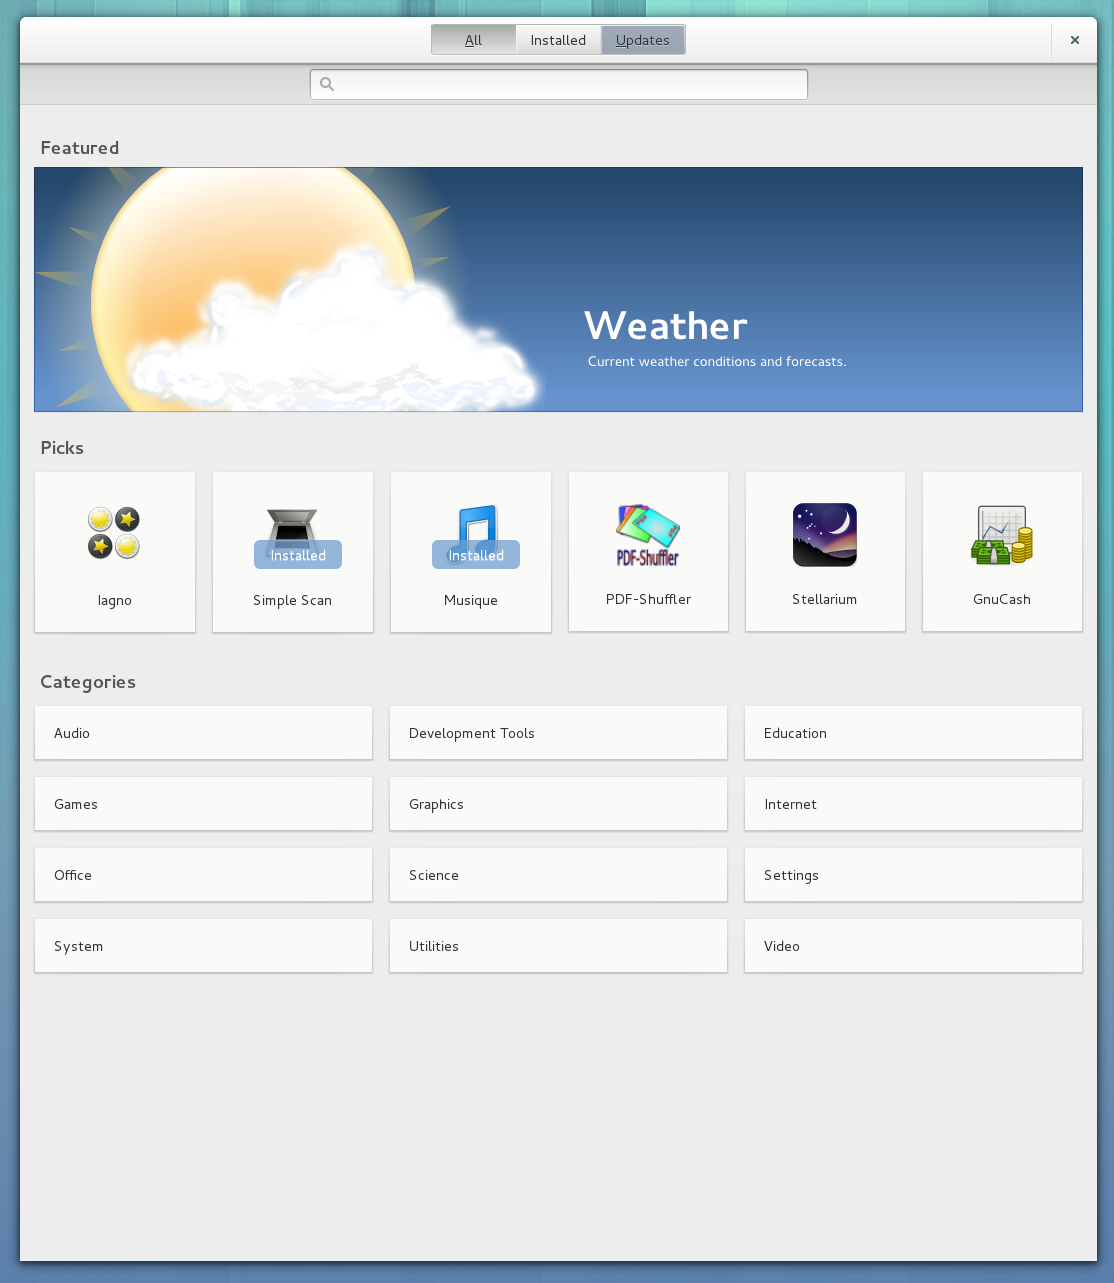 All Installed Updates
Featured
Weather
Current weather conditions and forecasts.
Picks
Installed Installed
PDF-Shuffler
Iagno Simple Scan Musique PDF-Shuffler Stellarium GnuCash
Categories
Audio Development Tools Education
Games Graphics Internet
Office Science Settings
System Utilities Video